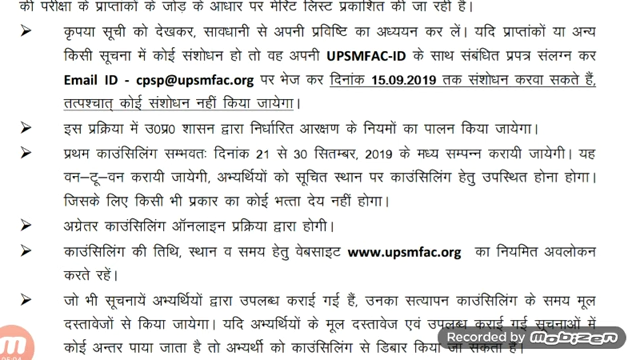 की परीक्षा के प्राप्तांकों के जोड़ के आधार पर मेरिट लिस्ट प्रकाशित की जा रही है।
➢ कृपया सूची को देखकर, सावधानी से अपनी प्रविष्टि का अध्ययन कर लें। यदि प्राप्तांकों या अन्य
किसी सूचना में कोई संशोधन हो तो वह अपनी UPSMFAC-ID के साथ संबंधित प्रपत्र संलग्न कर
Email ID - cpsp@upsmfac.org पर भेज कर दिनांक 15.09.2019 तक संशोधन करवा सकते हैं,
तत्पश्चात् कोई संशोधन नहीं किया जायेगा।
➢ इस प्रक्रिया में उ0प्र0 शासन द्वारा निर्धारित आरक्षण के नियमों का पालन किया जायेगा।
➢ प्रथम काउंसिलिंग सम्भवतः दिनांक 21 से 30 सितम्बर, 2019 के मध्य सम्पन्न करायी जायेगी। यह
वन–टू–वन करायी जायेगी, अभ्यर्थियों को सूचित स्थान पर काउंसिलिंग हेतु उपस्थित होना होगा।
जिसके लिए किसी भी प्रकार का कोई भत्ता देय नहीं होगा।
➢ अग्रेतर काउंसिलिंग ऑनलाइन प्रक्रिया द्वारा होगी।
➢ काउंसिलिंग की तिथि, स्थान व समय हेतु वेबसाइट www.upsmfac.org का नियमित अवलोकन
करते रहें।
➢ जो भी सूचनायें अभ्यर्थियों द्वारा उपलब्ध कराई गई हैं, उनका सत्यापन काउंसिलिंग के समय मूल
दस्तावेजों से किया जायेगा। यदि अभ्यर्थियों के मूल दस्तावेज एवं उपलब्ध कराई गई सूचनाओं में
कोई अन्तर पाया जाता है तो अभ्यर्थी को काउंसिलिंग से डिबार किया जा सकता है।
Recorded by mobizen